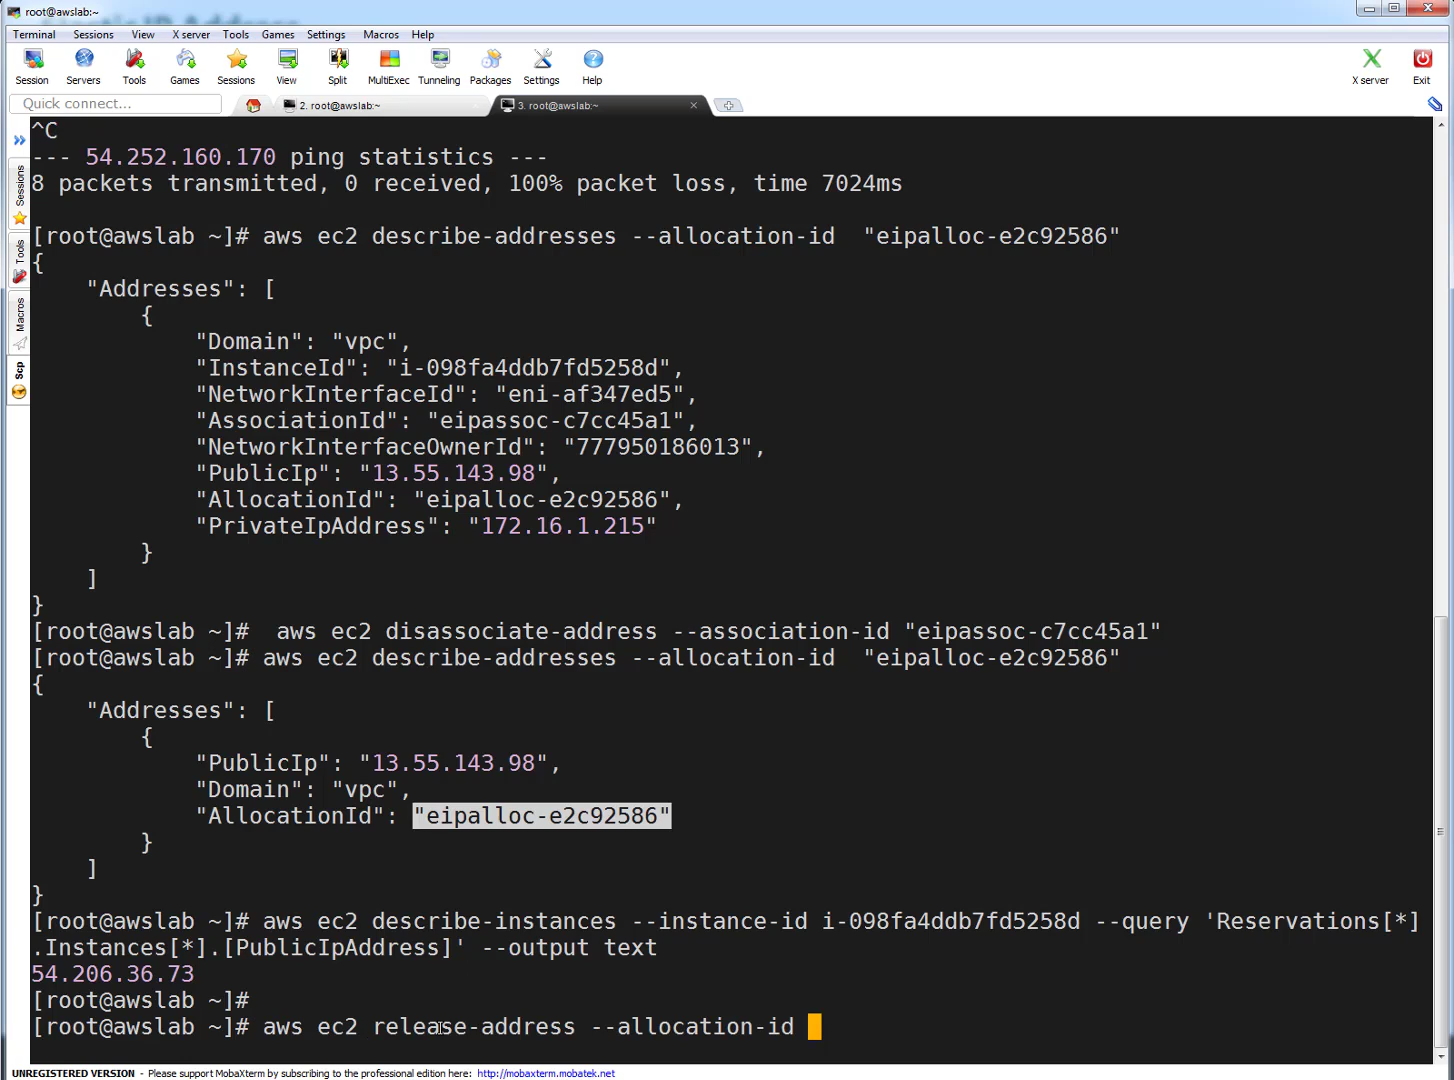 root@awslab:~
Terminal Sessions View X server Tools Games Settings Macros Help
Session Servers Tools Games Sessions View Split MultiExec Tunneling Packages Settings Help X server Exit
Quick connect... 2. root@awslab:~ 3. root@awslab:~
Sessions
Tools
Macros
Scp
^C
--- 54.252.160.170 ping statistics ---
8 packets transmitted, 0 received, 100% packet loss, time 7024ms
[root@awslab ~]# aws ec2 describe-addresses --allocation-id  "eipalloc-e2c92586"
{
    "Addresses": [
        {
            "Domain": "vpc",
            "InstanceId": "i-098fa4ddb7fd5258d",
            "NetworkInterfaceId": "eni-af347ed5",
            "AssociationId": "eipassoc-c7cc45a1",
            "NetworkInterfaceOwnerId": "777950186013",
            "PublicIp": "13.55.143.98",
            "AllocationId": "eipalloc-e2c92586",
            "PrivateIpAddress": "172.16.1.215"
        }
    ]
}
[root@awslab ~]#  aws ec2 disassociate-address --association-id "eipassoc-c7cc45a1"
[root@awslab ~]# aws ec2 describe-addresses --allocation-id  "eipalloc-e2c92586"
{
    "Addresses": [
        {
            "PublicIp": "13.55.143.98",
            "Domain": "vpc",
            "AllocationId": "eipalloc-e2c92586"
        }
    ]
}
[root@awslab ~]# aws ec2 describe-instances --instance-id i-098fa4ddb7fd5258d --query 'Reservations[*]
.Instances[*].[PublicIpAddress]' --output text
54.206.36.73
[root@awslab ~]#
[root@awslab ~]# aws ec2 release-address --allocation-id
UNREGISTERED VERSION - Please support MobaXterm by subscribing to the professional edition here: http://mobaxterm.mobatek.net